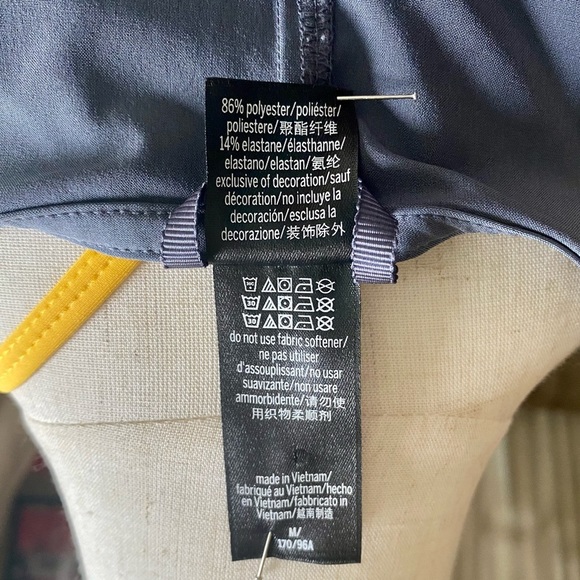 86% polyester/poliéster/
poliestere/聚酯纤维
14% elastane/élasthanne/
elastano/elastan/氨纶
exclusive of decoration/sauf
décoration/no incluye la
decoración/esclusa la
decorazione/装饰除外
30
30
do not use fabric softener/
ne pas utiliser
d'assouplissant/no usar
suavizante/non usare
ammorbidente/请勿使
用织物柔顺剂
made in Vietnam/
fabriqué au Vietnam/hecho
en Vietnam/fabbricato in
Vietnam/越南制造
M/
170/96A